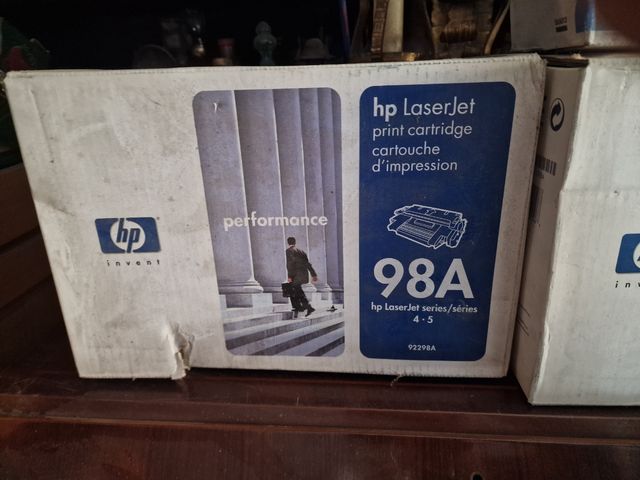 hp LaserJet
print cartridge
cartouche
d'impression
performance
hp
invent
98A
hp LaserJet series/séries
4 · 5
92298A